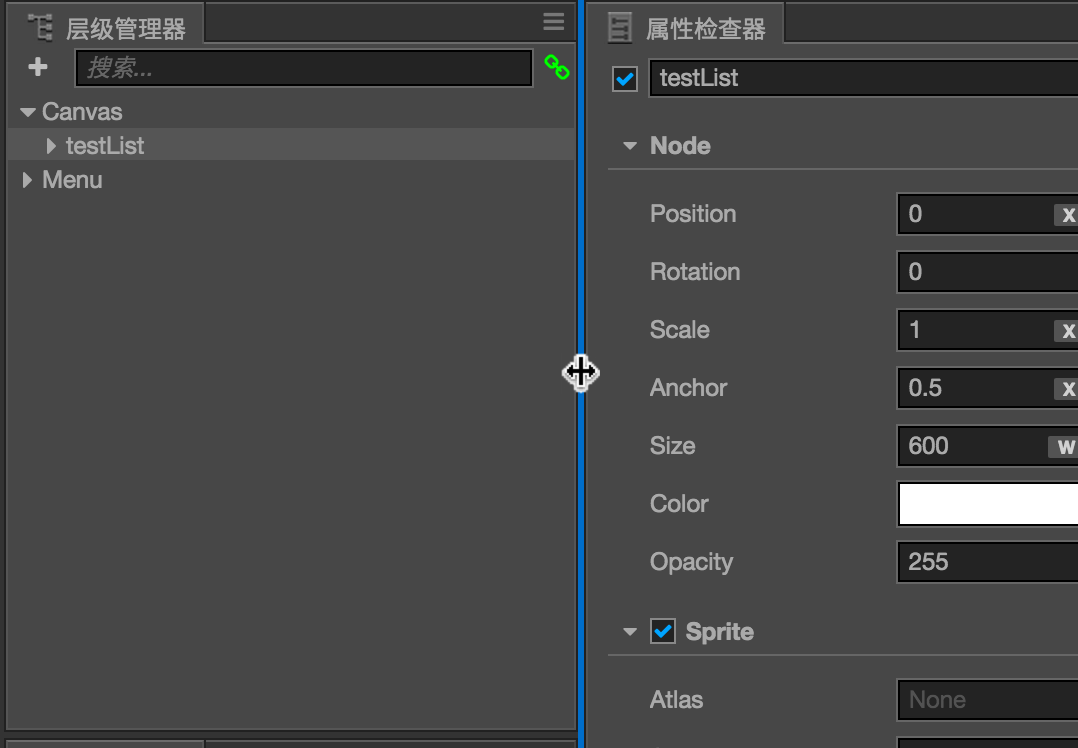 层级管理器
搜索...
Canvas
testList
Menu
属性检查器
testList
Node
Position 0 X
Rotation 0
Scale 1 X
Anchor 0.5 X
Size 600 W
Color
Opacity 255
Sprite
Atlas None